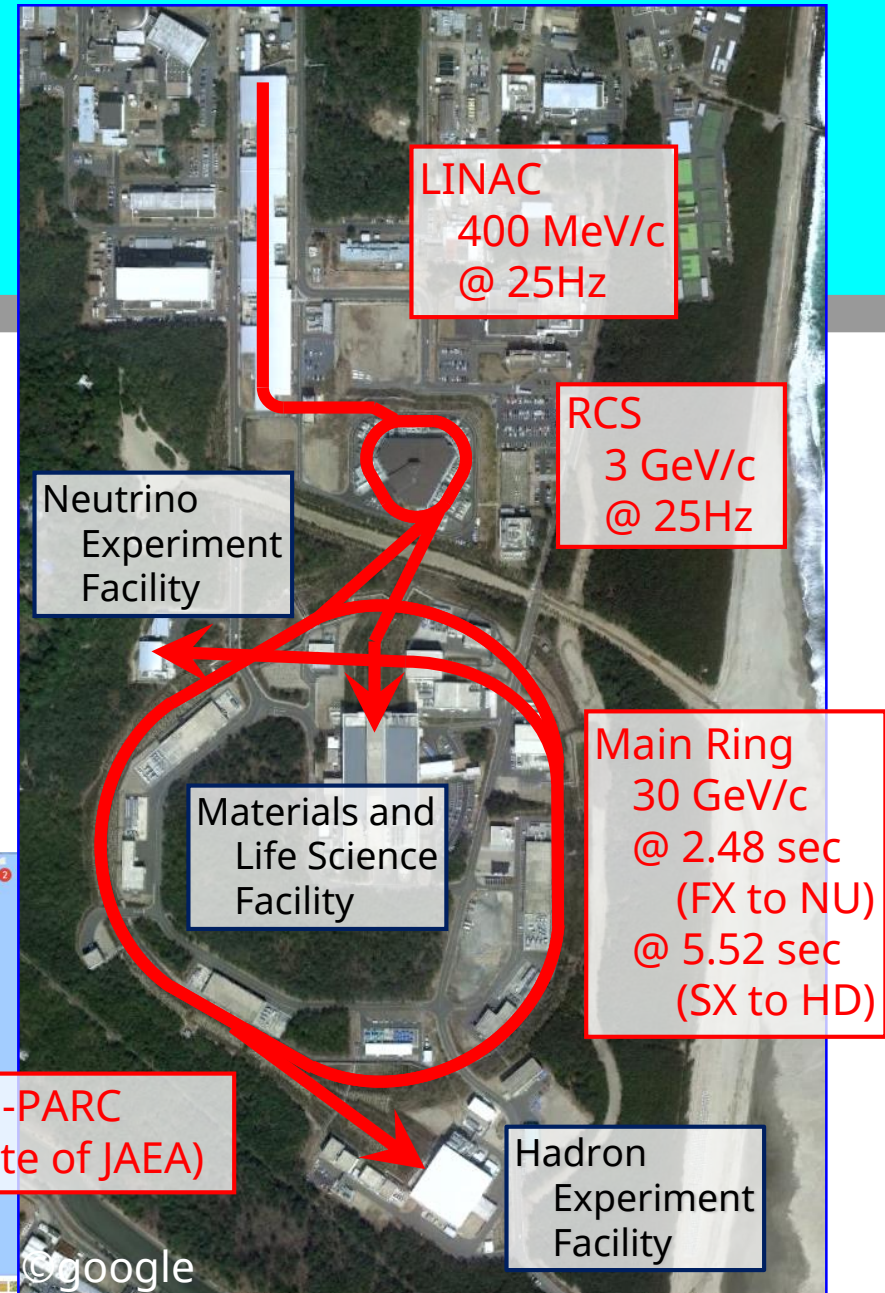 LINAC
400 MeV/c
@ 25Hz
RCS
3 GeV/c
@ 25Hz
Neutrino
Experiment
Facility
Main Ring
30 GeV/c
@ 2.48 sec
(FX to NU)
@ 5.52 sec
(SX to HD)
Materials and
Life Science
Facility
2
-PARC
te of JAEA)
Hadron
Experiment
Facility
©google